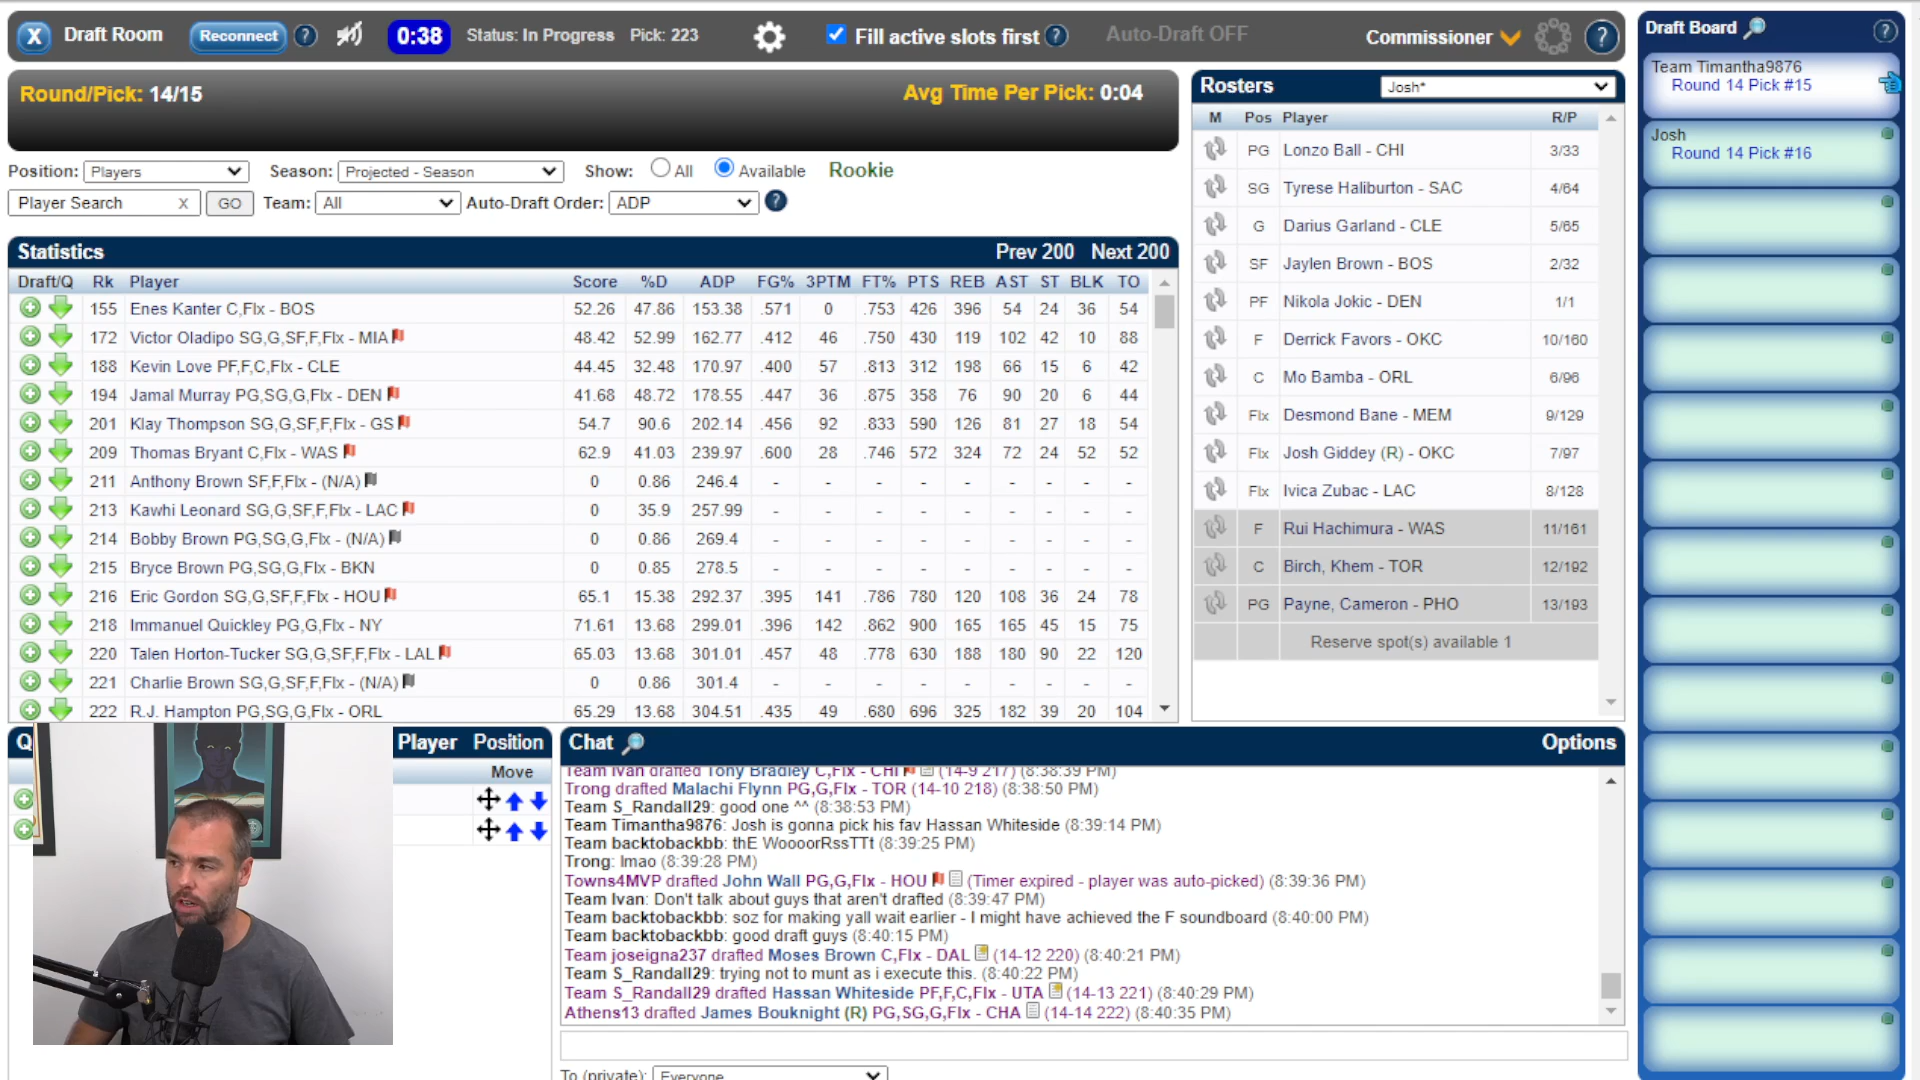 X Draft Room Reconnect ? 0:38 Status: In Progress Pick: 223 Fill active slots first ? Auto-Draft OFF Commissioner ?
Round/Pick: 14/15 Avg Time Per Pick: 0:04
Position: Players Season: Projected - Season Show: All Available Rookie
Player Search X GO Team: All Auto-Draft Order: ADP ?
Statistics Prev 200 Next 200
Draft/Q Rk Player Score %D ADP FG% 3PTM FT% PTS REB AST ST BLK TO
155 Enes Kanter C,Flx - BOS 52.26 47.86 153.38 .571 0 .753 426 396 54 24 36 54
172 Victor Oladipo SG,G,SF,F,Flx - MIA 48.42 52.99 162.77 .412 46 .750 430 119 102 42 10 88
188 Kevin Love PF,F,C,Flx - CLE 44.45 32.48 170.97 .400 57 .813 312 198 66 15 6 42
194 Jamal Murray PG,SG,G,Flx - DEN 41.68 48.72 178.55 .447 36 .875 358 76 90 20 6 44
201 Klay Thompson SG,G,SF,F,Flx - GS 54.7 90.6 202.14 .456 92 .833 590 126 81 27 18 54
209 Thomas Bryant C,Flx - WAS 62.9 41.03 239.97 .600 28 .746 572 324 72 24 52 52
211 Anthony Brown SF,F,Flx - (N/A) 0 0.86 246.4 - - - - - - - - -
213 Kawhi Leonard SG,G,SF,F,Flx - LAC 0 35.9 257.99 - - - - - - - - -
214 Bobby Brown PG,SG,G,Flx - (N/A) 0 0.86 269.4 - - - - - - - - -
215 Bryce Brown PG,SG,G,Flx - BKN 0 0.85 278.5 - - - - - - - - -
216 Eric Gordon SG,G,SF,F,Flx - HOU 65.1 15.38 292.37 .395 141 .786 780 120 108 36 24 78
218 Immanuel Quickley PG,G,Flx - NY 71.61 13.68 299.01 .396 142 .862 900 165 165 45 15 75
220 Talen Horton-Tucker SG,G,SF,F,Flx - LAL 65.03 13.68 301.01 .457 48 .778 630 188 180 90 22 120
221 Charlie Brown SG,G,SF,F,Flx - (N/A) 0 0.86 301.4 - - - - - - - - -
222 R.J. Hampton PG,SG,G,Flx - ORL 65.29 13.68 304.51 .435 49 .680 696 325 182 39 20 104
Rosters Josh*
M Pos Player R/P
PG Lonzo Ball - CHI 3/33
SG Tyrese Haliburton - SAC 4/64
G Darius Garland - CLE 5/65
SF Jaylen Brown - BOS 2/32
PF Nikola Jokic - DEN 1/1
F Derrick Favors - OKC 10/160
C Mo Bamba - ORL 6/96
Flx Desmond Bane - MEM 9/129
Flx Josh Giddey (R) - OKC 7/97
Flx Ivica Zubac - LAC 8/128
F Rui Hachimura - WAS 11/161
C Birch, Khem - TOR 12/192
PG Payne, Cameron - PHO 13/193
Reserve spot(s) available 1
Draft Board ?
Team Timantha9876
Round 14 Pick #15
Josh
Round 14 Pick #16
Player Position
Move
Chat Options
Team Ivan drafted Tony Bradley C,Flx - CHI (14-9 217) (8:38:39 PM)
Trong drafted Malachi Flynn PG,G,Flx - TOR (14-10 218) (8:38:50 PM)
Team S_Randall29: good one ^^ (8:38:53 PM)
Team Timantha9876: Josh is gonna pick his fav Hassan Whiteside (8:39:14 PM)
Team backtobackbb: thE WoooorRssTTt (8:39:25 PM)
Trong: lmao (8:39:28 PM)
Towns4MVP drafted John Wall PG,G,Flx - HOU (Timer expired - player was auto-picked) (8:39:36 PM)
Team Ivan: Don't talk about guys that aren't drafted (8:39:47 PM)
Team backtobackbb: soz for making yall wait earlier - I might have achieved the F soundboard (8:40:00 PM)
Team backtobackbb: good draft guys (8:40:15 PM)
Team joseigna237 drafted Moses Brown C,Flx - DAL (14-12 220) (8:40:21 PM)
Team S_Randall29: trying not to munt as i execute this. (8:40:22 PM)
Team S_Randall29 drafted Hassan Whiteside PF,F,C,Flx - UTA (14-13 221) (8:40:29 PM)
Athens13 drafted James Bouknight (R) PG,SG,G,Flx - CHA (14-14 222) (8:40:35 PM)
To (private): Everyone